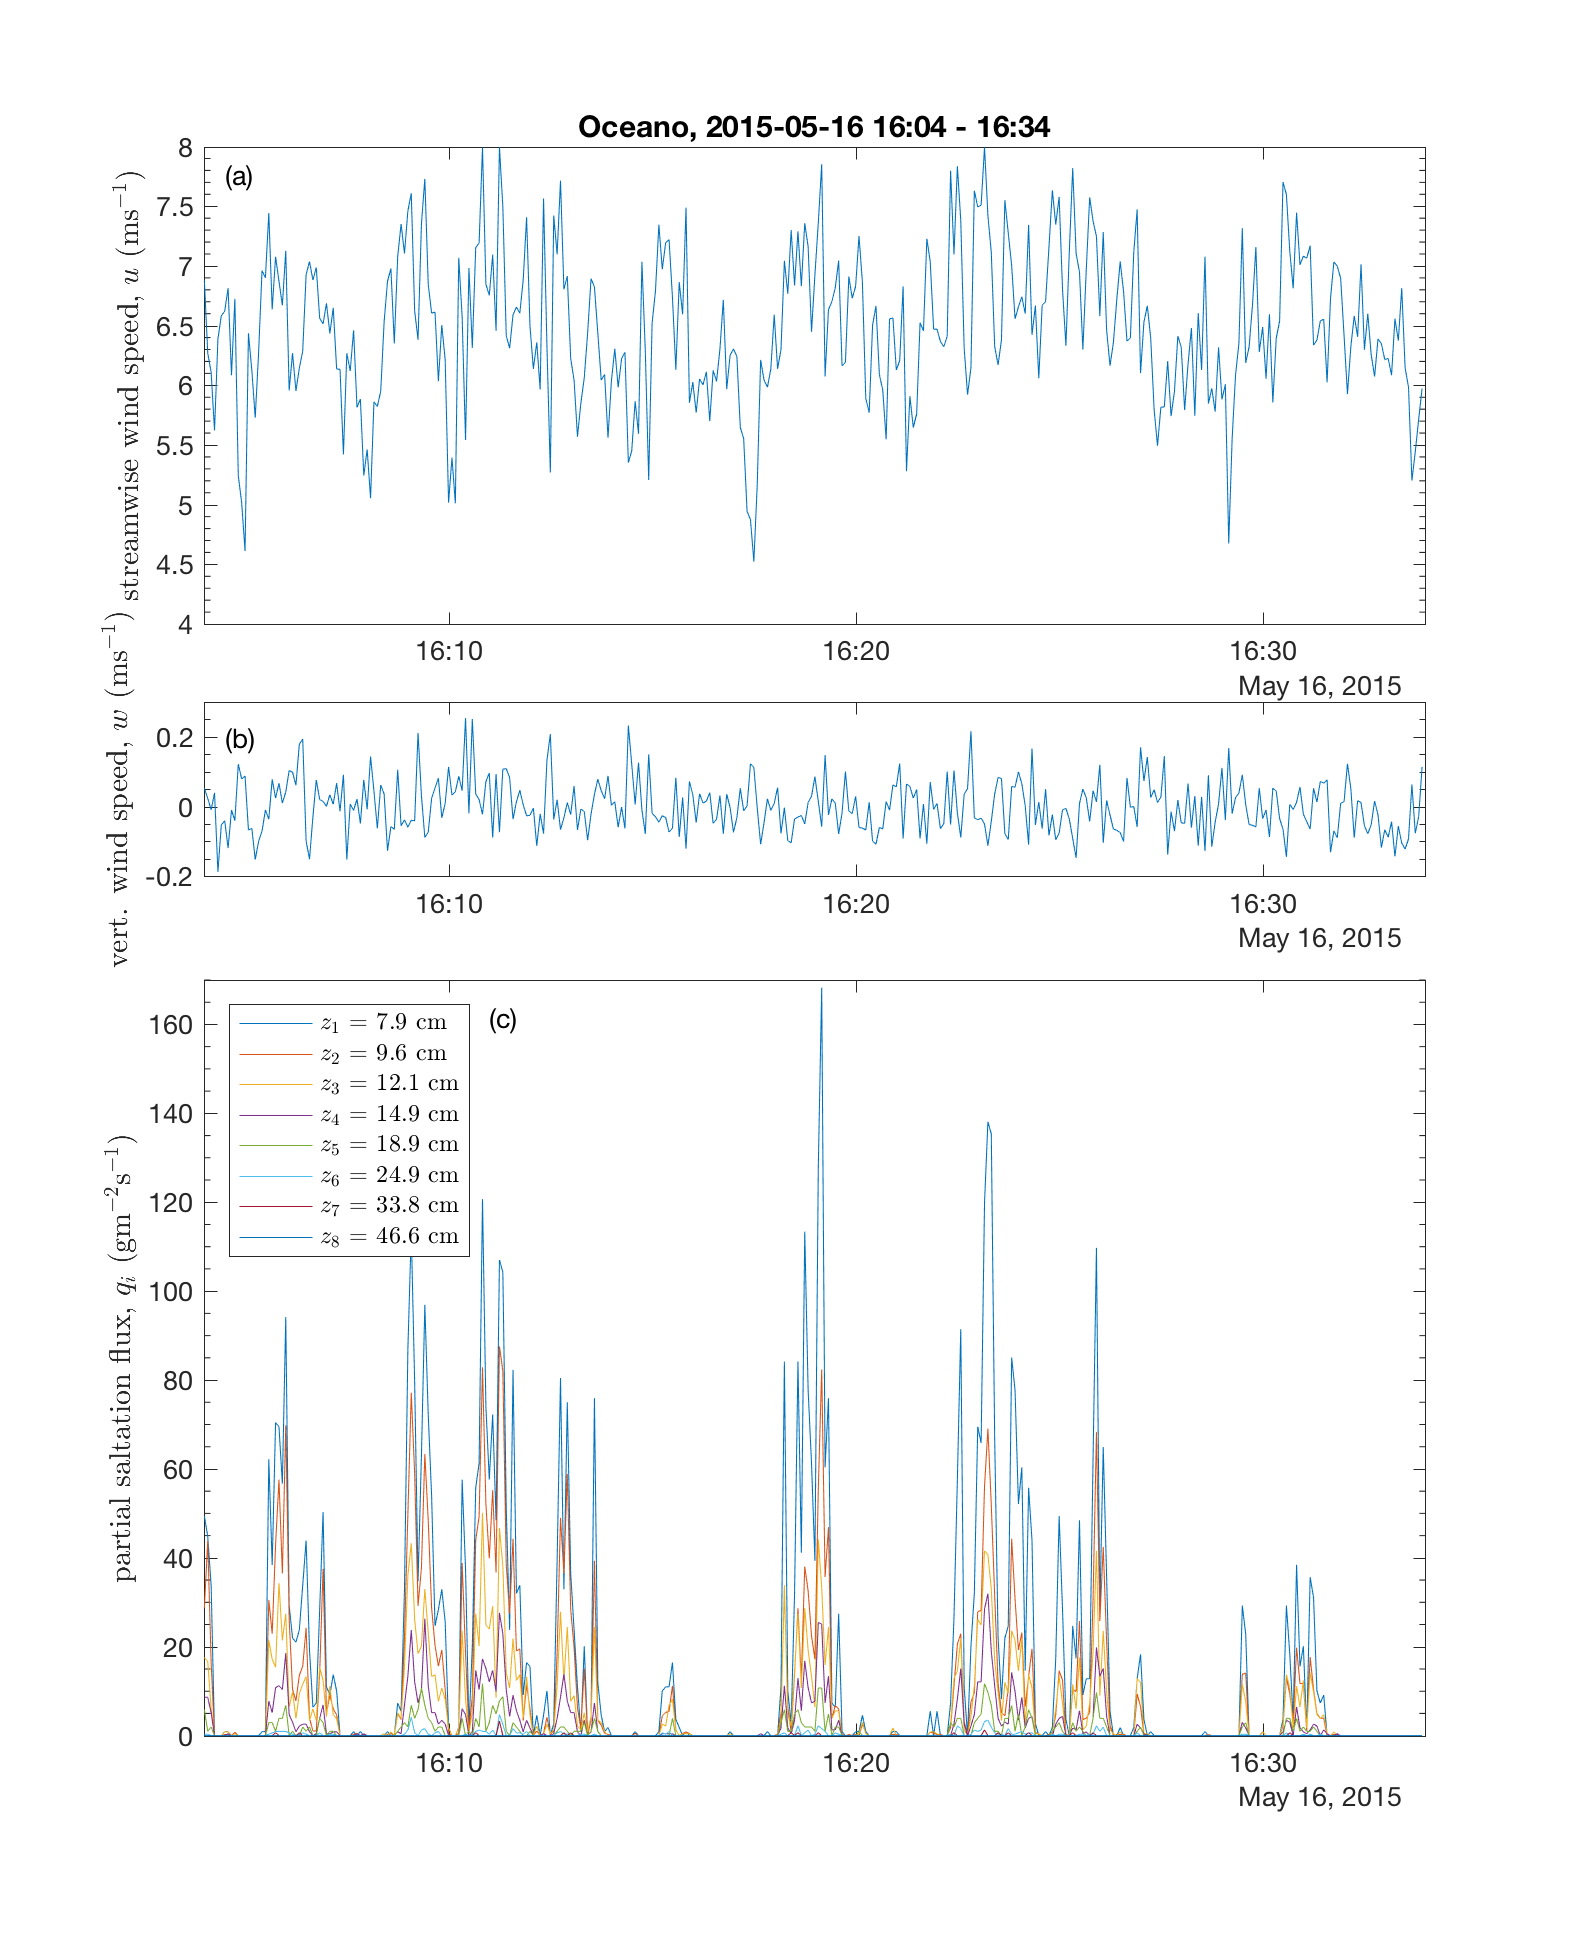 Oceano, 2015-05-16 16:04 - 16:34
(a)
streamwise wind speed, u (ms⁻¹)
8
7.5
7
6.5
6
5.5
5
4.5
4
16:10 16:20 16:30
May 16, 2015
(b)
vert. wind speed, w (ms⁻¹)
0.2
0
-0.2
16:10 16:20 16:30
May 16, 2015
(c)
partial saltation flux, qᵢ (gm⁻²s⁻¹)
160
140
120
100
80
60
40
20
0
z₁ = 7.9 cm
z₂ = 9.6 cm
z₃ = 12.1 cm
z₄ = 14.9 cm
z₅ = 18.9 cm
z₆ = 24.9 cm
z₇ = 33.8 cm
z₈ = 46.6 cm
16:10 16:20 16:30
May 16, 2015